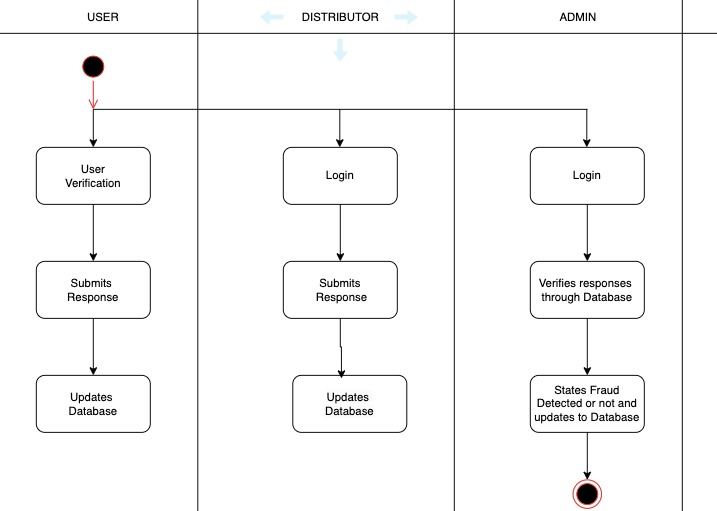 USER
DISTRIBUTOR
ADMIN
User
Verification
Login
Login
Submits
Response
Submits
Response
Verifies responses
through Database
Updates
Database
Updates
Database
States Fraud
Detected or not and
updates to Database